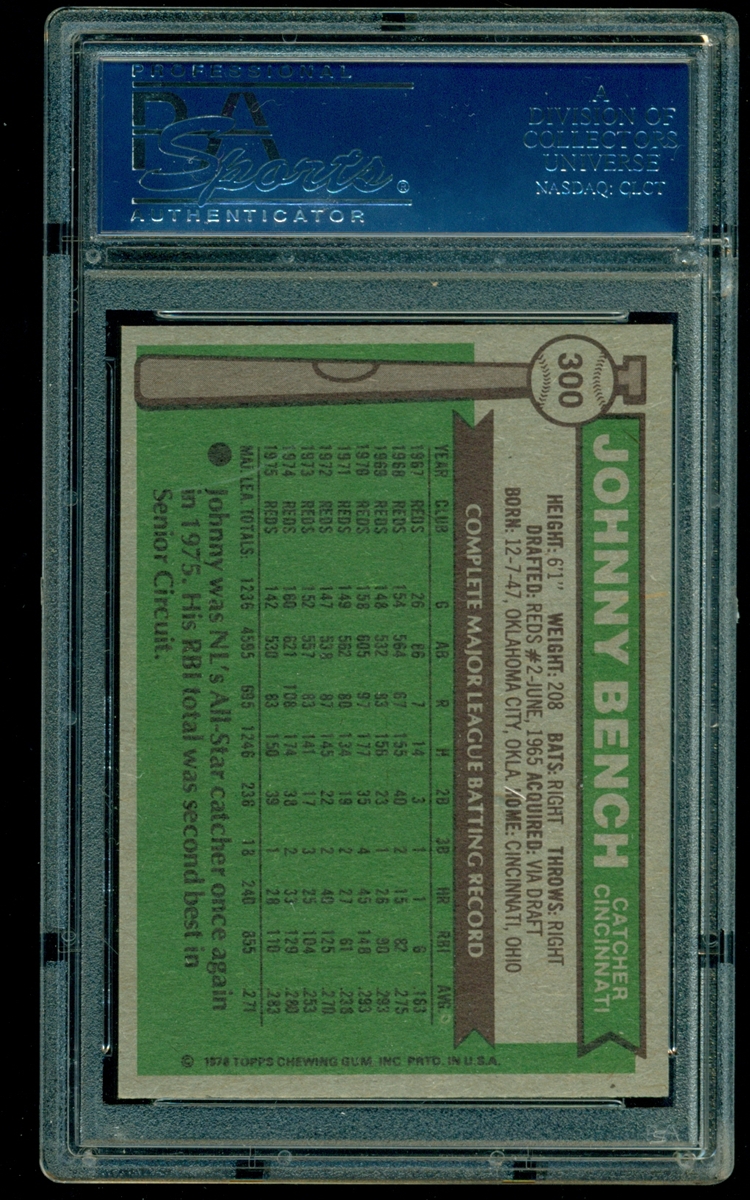 PROFESSIONAL
PSA
Sports®
AUTHENTICATOR
A
DIVISION OF
COLLECTORS
UNIVERSE
NASDAQ: CLCT
300
JOHNNY BENCH
CATCHER
CINCINNATI
HEIGHT: 6'1" WEIGHT: 208 BATS: RIGHT THROWS: RIGHT
DRAFTED: REDS #2-JUNE, 1965 ACQUIRED: VIA DRAFT
BORN: 12-7-47, OKLAHOMA CITY, OKLA. HOME: CINCINNATI, OHIO
COMPLETE MAJOR LEAGUE BATTING RECORD
YEAR CLUB G AB R H 2B 3B HR RBI AVG
1967 REDS 26 86 7 14 3 1 1 6 .163
1968 REDS 154 564 67 155 40 2 15 82 .275
1969 REDS 148 532 83 156 23 1 26 90 .293
1970 REDS 158 605 97 177 35 4 45 148 .293
1971 REDS 149 562 80 134 19 2 27 61 .238
1972 REDS 147 538 87 145 22 2 40 125 .270
1973 REDS 152 557 83 141 17 3 25 104 .253
1974 REDS 160 621 108 174 38 2 33 129 .280
1975 REDS 142 530 83 150 39 1 28 110 .283
MAJ. LEA. TOTALS: 1236 4595 695 1246 236 18 240 855 .271
Johnny was NL's All-Star catcher once again
in 1975. His RBI total was second best in
Senior Circuit.
© 1976 TOPPS CHEWING GUM, INC. PRTD. IN U.S.A.